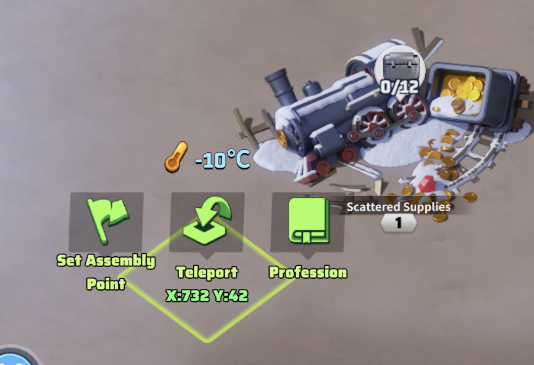 0/12
-10°C
Scattered Supplies
1
Set Assembly
Point
Teleport
X:732 Y:42
Profession